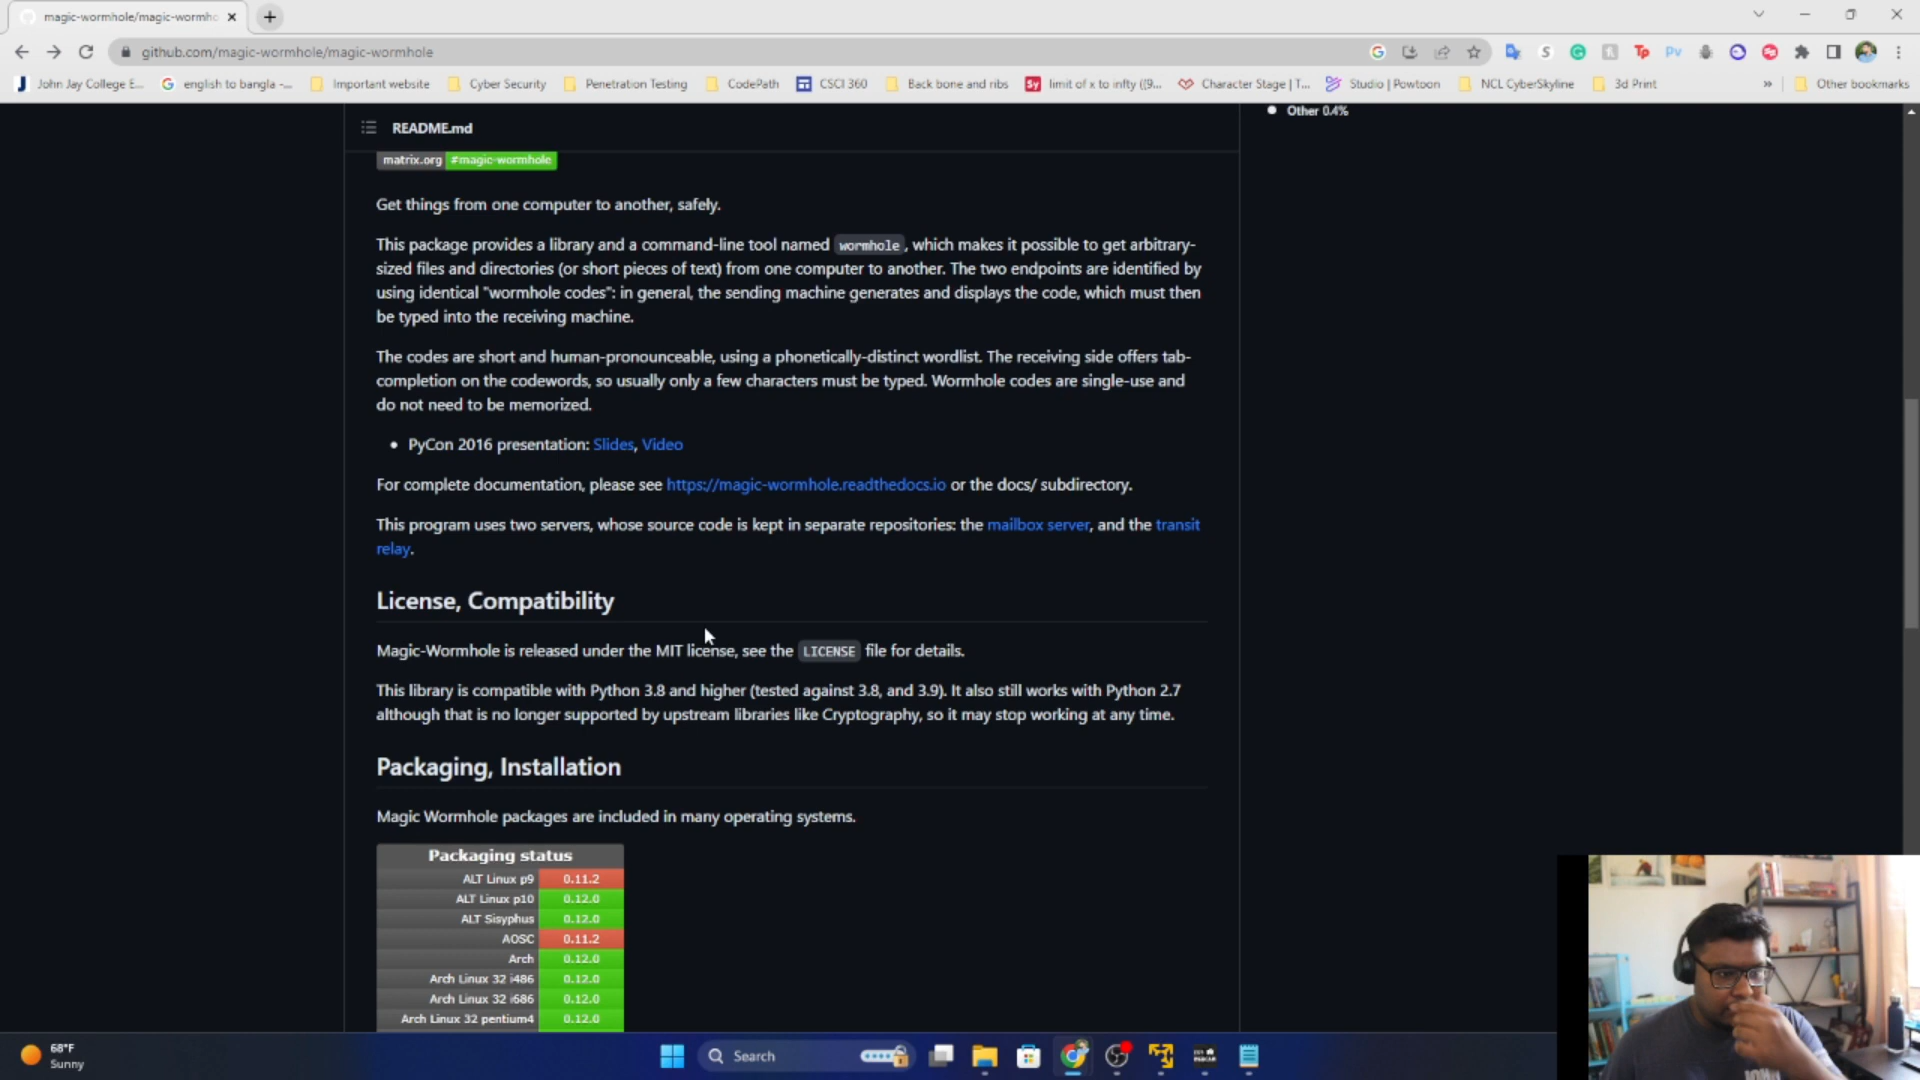 magic-wormhole/magic-wormho
github.com/magic-wormhole/magic-wormhole
John Jay College E...
english to bangla -...
Important website
Cyber Security
Penetration Testing
CodePath
CSCI 360
Back bone and ribs
limit of x to infty ((9...
Character Stage | T...
Studio | Powtoon
NCL CyberSkyline
3d Print
Other bookmarks
README.md
Other 0.4%
matrix.org #magic-wormhole
Get things from one computer to another, safely.
This package provides a library and a command-line tool named wormhole, which makes it possible to get arbitrary-
sized files and directories (or short pieces of text) from one computer to another. The two endpoints are identified by
using identical "wormhole codes": in general, the sending machine generates and displays the code, which must then
be typed into the receiving machine.
The codes are short and human-pronounceable, using a phonetically-distinct wordlist. The receiving side offers tab-
completion on the codewords, so usually only a few characters must be typed. Wormhole codes are single-use and
do not need to be memorized.
• PyCon 2016 presentation: Slides, Video
For complete documentation, please see https://magic-wormhole.readthedocs.io or the docs/ subdirectory.
This program uses two servers, whose source code is kept in separate repositories: the mailbox server, and the transit
relay.
License, Compatibility
Magic-Wormhole is released under the MIT license, see the LICENSE file for details.
This library is compatible with Python 3.8 and higher (tested against 3.8, and 3.9). It also still works with Python 2.7
although that is no longer supported by upstream libraries like Cryptography, so it may stop working at any time.
Packaging, Installation
Magic Wormhole packages are included in many operating systems.
Packaging status
ALT Linux p9 0.11.2
ALT Linux p10 0.12.0
ALT Sisyphus 0.12.0
AOSC 0.11.2
Arch 0.12.0
Arch Linux 32 i486 0.12.0
Arch Linux 32 i686 0.12.0
Arch Linux 32 pentium4 0.12.0
68°F
Sunny
Search